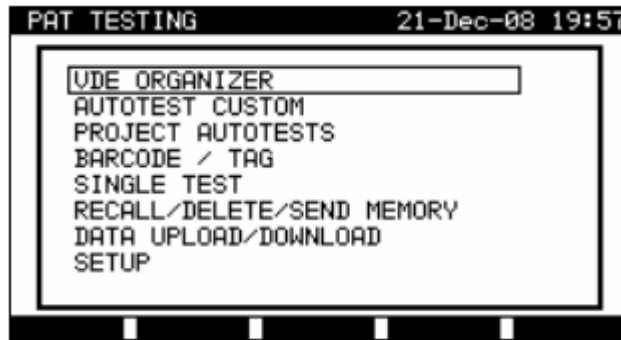 PAT TESTING 21-Dec-08 19:57
VDE ORGANIZER
AUTOTEST CUSTOM
PROJECT AUTOTESTS
BARCODE / TAG
SINGLE TEST
RECALL/DELETE/SEND MEMORY
DATA UPLOAD/DOWNLOAD
SETUP